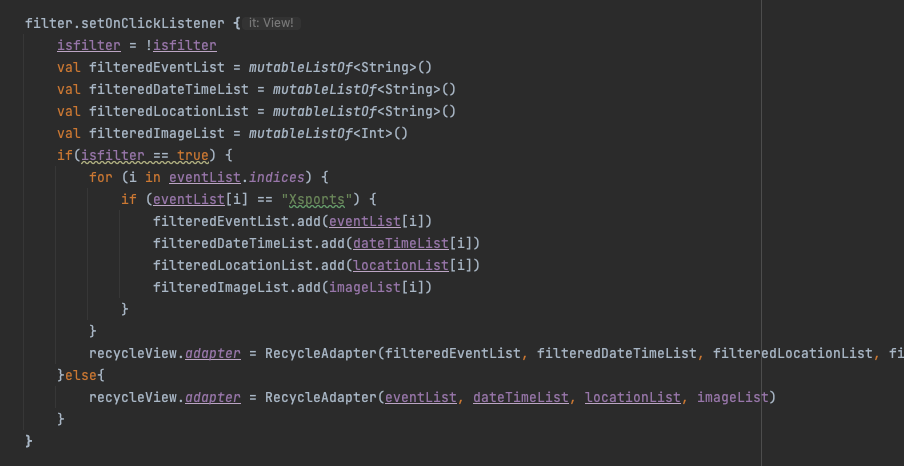 filter.setOnClickListener { it: View!
    isfilter = !isfilter
    val filteredEventList = mutableListOf<String>()
    val filteredDateTimeList = mutableListOf<String>()
    val filteredLocationList = mutableListOf<String>()
    val filteredImageList = mutableListOf<Int>()
    if(isfilter == true) {
        for (i in eventList.indices) {
            if (eventList[i] == "Xsports") {
                filteredEventList.add(eventList[i])
                filteredDateTimeList.add(dateTimeList[i])
                filteredLocationList.add(locationList[i])
                filteredImageList.add(imageList[i])
            }
        }
        recycleView.adapter = RecycleAdapter(filteredEventList, filteredDateTimeList, filteredLocationList, fi
    }else{
        recycleView.adapter = RecycleAdapter(eventList, dateTimeList, locationList, imageList)
    }
}